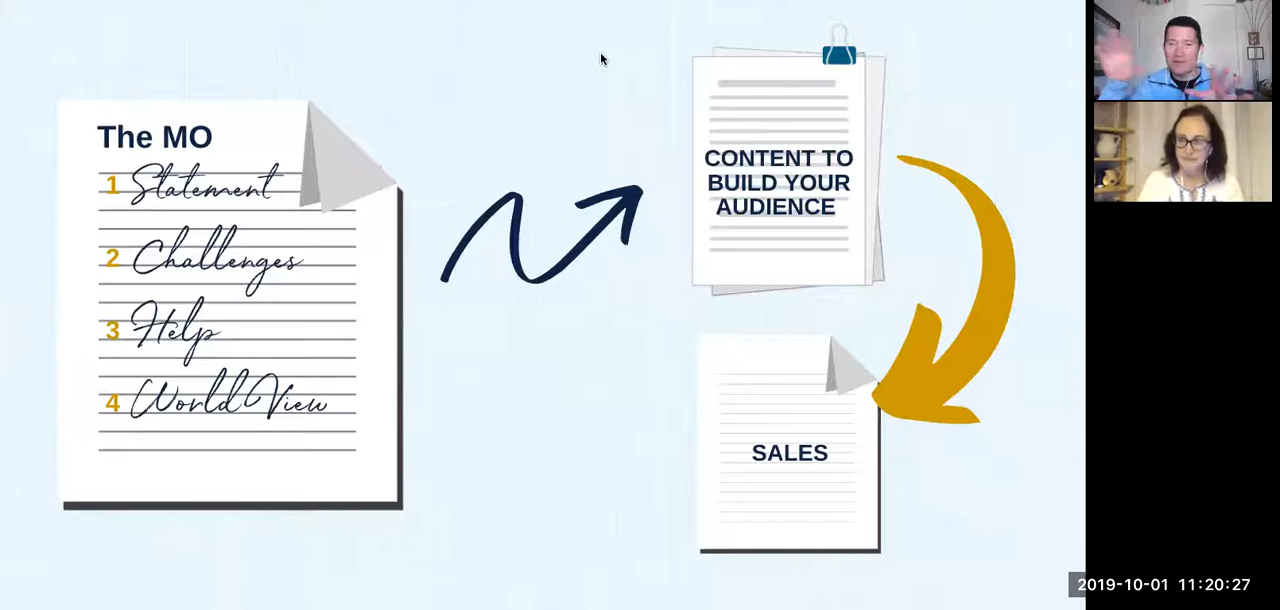 The MO
1 Statement
2 Challenges
3 Help
4 World View
CONTENT TO
BUILD YOUR
AUDIENCE
SALES
2019-10-01 11:20:27